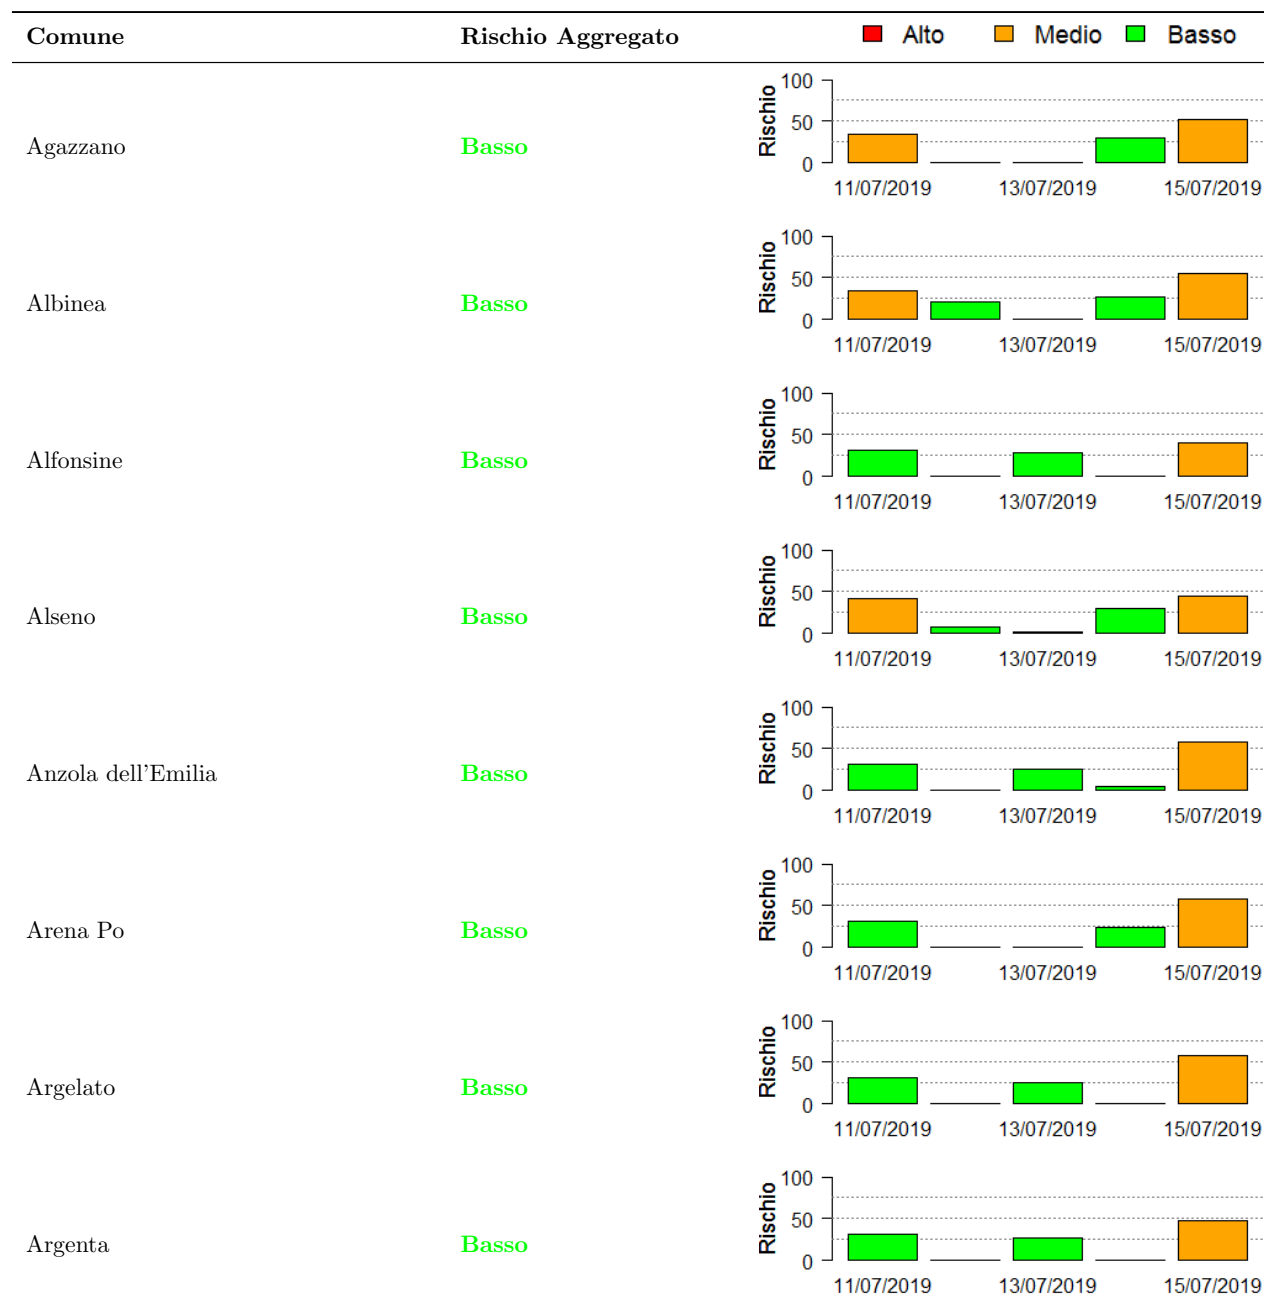 Comune Rischio Aggregato Alto Medio Basso
Agazzano Basso Rischio 0 50 100
11/07/2019 13/07/2019 15/07/2019
Albinea Basso Rischio 0 50 100
11/07/2019 13/07/2019 15/07/2019
Alfonsine Basso Rischio 0 50 100
11/07/2019 13/07/2019 15/07/2019
Alseno Basso Rischio 0 50 100
11/07/2019 13/07/2019 15/07/2019
Anzola dell'Emilia Basso Rischio 0 50 100
11/07/2019 13/07/2019 15/07/2019
Arena Po Basso Rischio 0 50 100
11/07/2019 13/07/2019 15/07/2019
Argelato Basso Rischio 0 50 100
11/07/2019 13/07/2019 15/07/2019
Argenta Basso Rischio 0 50 100
11/07/2019 13/07/2019 15/07/2019